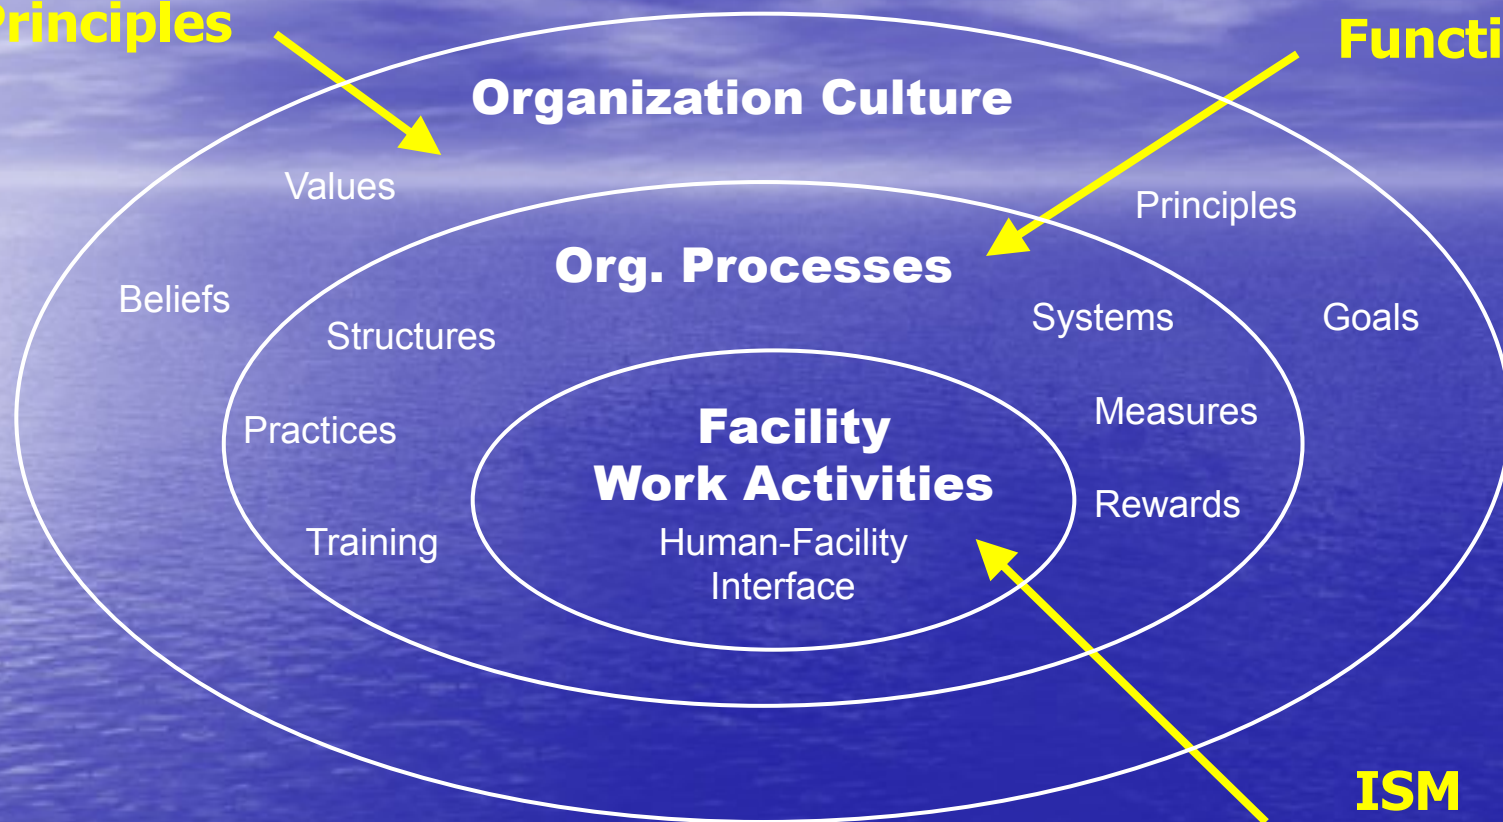 Principles
Functi
Organization Culture
Values
Principles
Org. Processes
Beliefs
Structures
Systems
Goals
Practices
Measures
Facility
Work Activities
Rewards
Training
Human-Facility
Interface
ISM